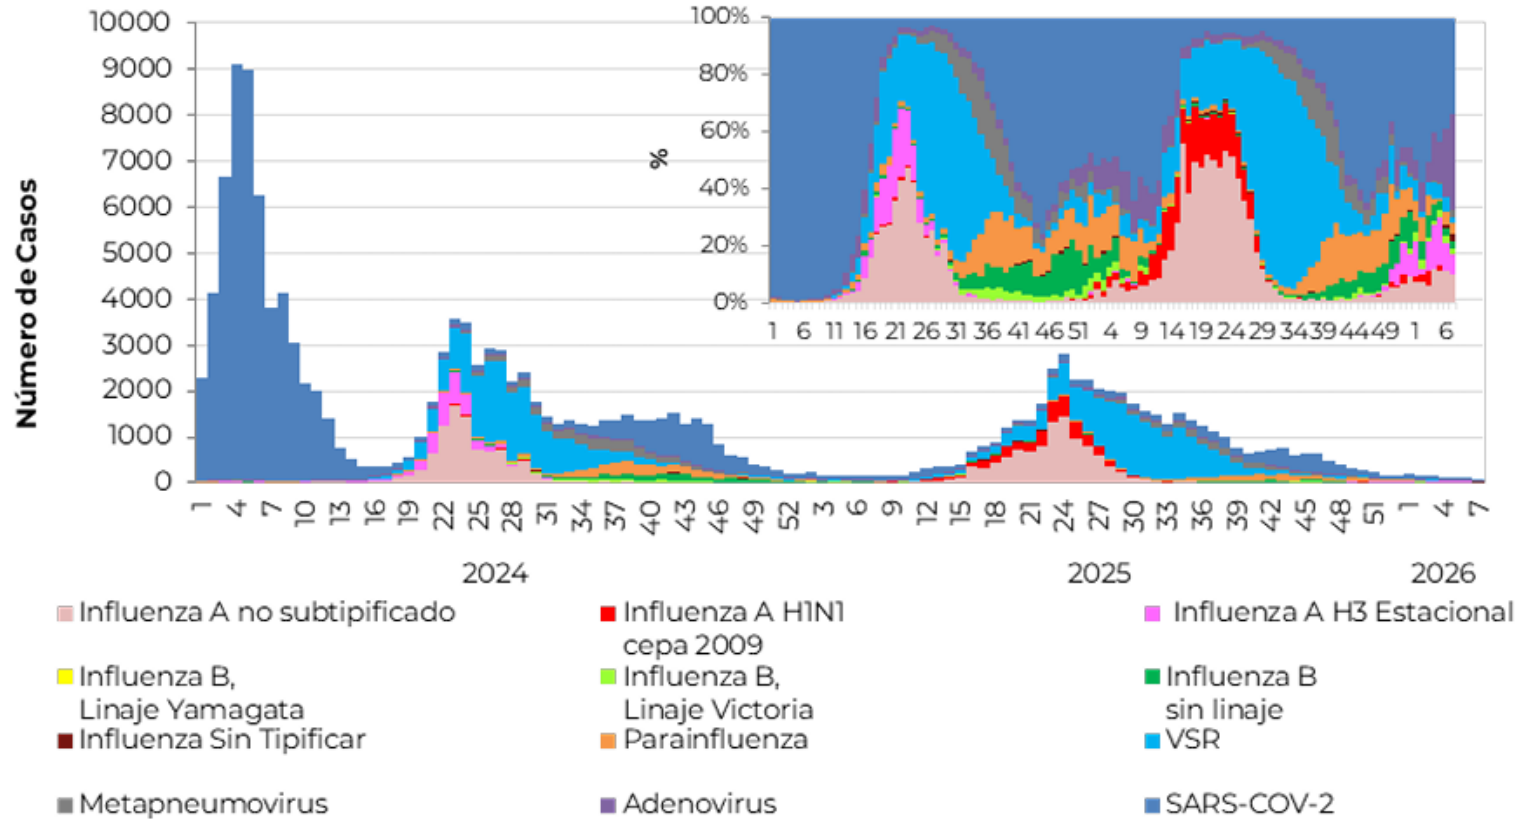 Número de Casos
10000
9000
8000
7000
6000
5000
4000
3000
2000
1000
0
1 4 7 10 13 16 19 22 25 28 31 34 37 40 43 46 49 52 3 6 9 12 15 18 21 24 27 30 33 36 39 42 45 48 51 1 4 7
2024 2025 2026
%
100%
80%
60%
40%
20%
0%
1 6 11 16 21 26 31 36 41 46 51 4 9 14 19 24 29 34 39 44 49 1 6
Influenza A no subtipificado
Influenza A H1N1
cepa 2009
Influenza A H3 Estacional
Influenza B,
Linaje Yamagata
Influenza B,
Linaje Victoria
Influenza B
sin linaje
Influenza Sin Tipificar
Parainfluenza
VSR
Metapneumovirus
Adenovirus
SARS-COV-2